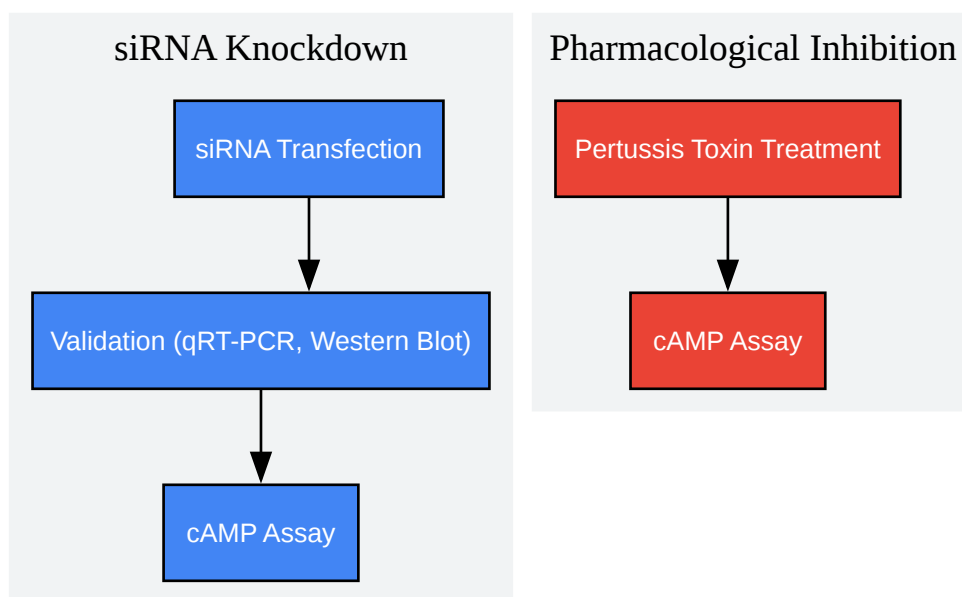 siRNA Knockdown
siRNA Transfection
Validation (qRT-PCR, Western Blot)
cAMP Assay
Pharmacological Inhibition
Pertussis Toxin Treatment
cAMP Assay